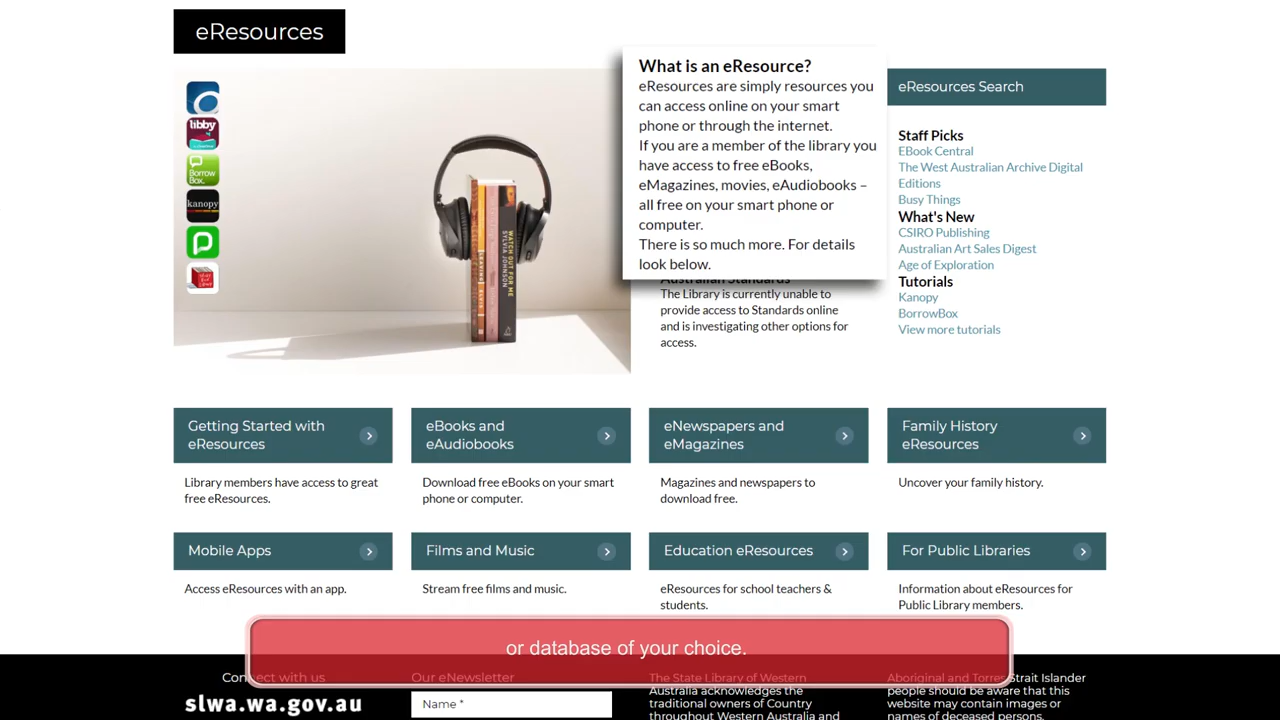 eResources
libby
Borrow
Box.
kanopy
WATCH OUT FOR ME
SYLVIA JOHNSON
What is an eResource?
eResources are simply resources you
can access online on your smart
phone or through the internet.
If you are a member of the library you
have access to free eBooks,
eMagazines, movies, eAudiobooks –
all free on your smart phone or
computer.
There is so much more. For details
look below.
Australian Standards
The Library is currently unable to
provide access to Standards online
and is investigating other options for
access.
eResources Search
Staff Picks
EBook Central
The West Australian Archive Digital
Editions
Busy Things
What's New
CSIRO Publishing
Australian Art Sales Digest
Age of Exploration
Tutorials
Kanopy
BorrowBox
View more tutorials
Getting Started with
eResources
Library members have access to great
free eResources.
eBooks and
eAudiobooks
Download free eBooks on your smart
phone or computer.
eNewspapers and
eMagazines
Magazines and newspapers to
download free.
Family History
eResources
Uncover your family history.
Mobile Apps
Access eResources with an app.
Films and Music
Stream free films and music.
Education eResources
eResources for school teachers &
students.
For Public Libraries
Information about eResources for
Public Library members.
or database of your choice.
Connect with us
slwa.wa.gov.au
Our eNewsletter
Name *
The State Library of Western
Australia acknowledges the
traditional owners of Country
throughout Western Australia and
Aboriginal and Torres Strait Islander
people should be aware that this
website may contain images or
names of deceased persons.